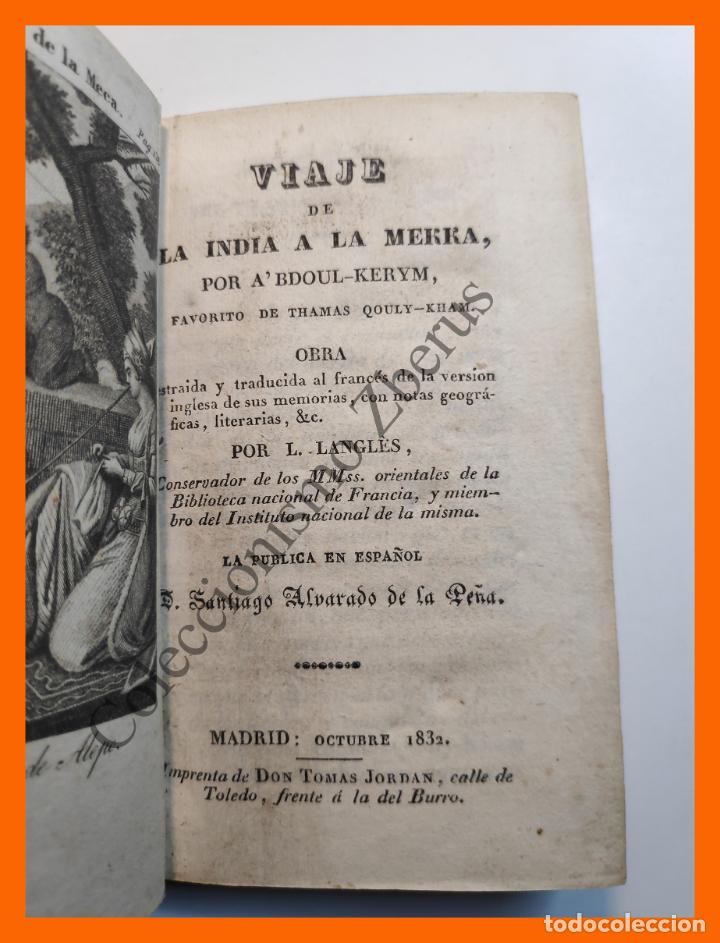 de la Meca.
VIAJE
DE
LA INDIA A LA MEKKA,
POR A'BDOUL-KERYM,
FAVORITO DE THAMAS QOULY-KHAM.
OBRA
estraida y traducida al francés de la version
inglesa de sus memorias, con notas geográ-
ficas, literarias, &c.
POR L. LANGLÈS,
Conservador de los MMss. orientales de la
Biblioteca nacional de Francia, y miem-
bro del Instituto nacional de la misma.
LA PUBLICA EN ESPAÑOL
D. Santiago Alvarado de la Peña.
MADRID: OCTUBRE 1832.
Imprenta de DON TOMAS JORDAN, calle de
Toledo, frente á la del Burro.
de Alepo.
Coleccionismo Ziberus
todocoleccion